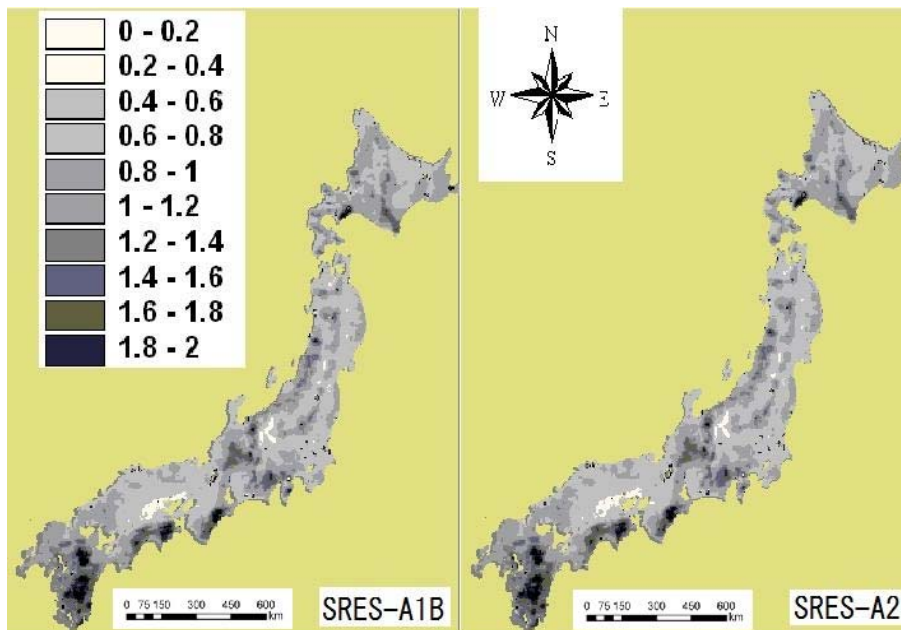 0 - 0.2
0.2 - 0.4
0.4 - 0.6
0.6 - 0.8
0.8 - 1
1 - 1.2
1.2 - 1.4
1.4 - 1.6
1.6 - 1.8
1.8 - 2
N
W E
S
0 75 150 300 450 600
km
SRES-A1B
0 75 150 300 450 600
km
SRES-A2